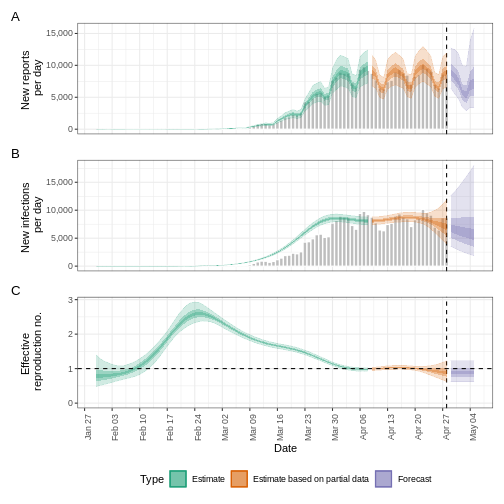 A
New reports
per day
15,000
10,000
5,000
0
B
New infections
per day
15,000
10,000
5,000
0
C
Effective
reproduction no.
3
2
1
0
Jan 27
Feb 03
Feb 10
Feb 17
Feb 24
Mar 02
Mar 09
Mar 16
Mar 23
Mar 30
Apr 06
Apr 13
Apr 20
Apr 27
May 04
Date
Type Estimate Estimate based on partial data Forecast